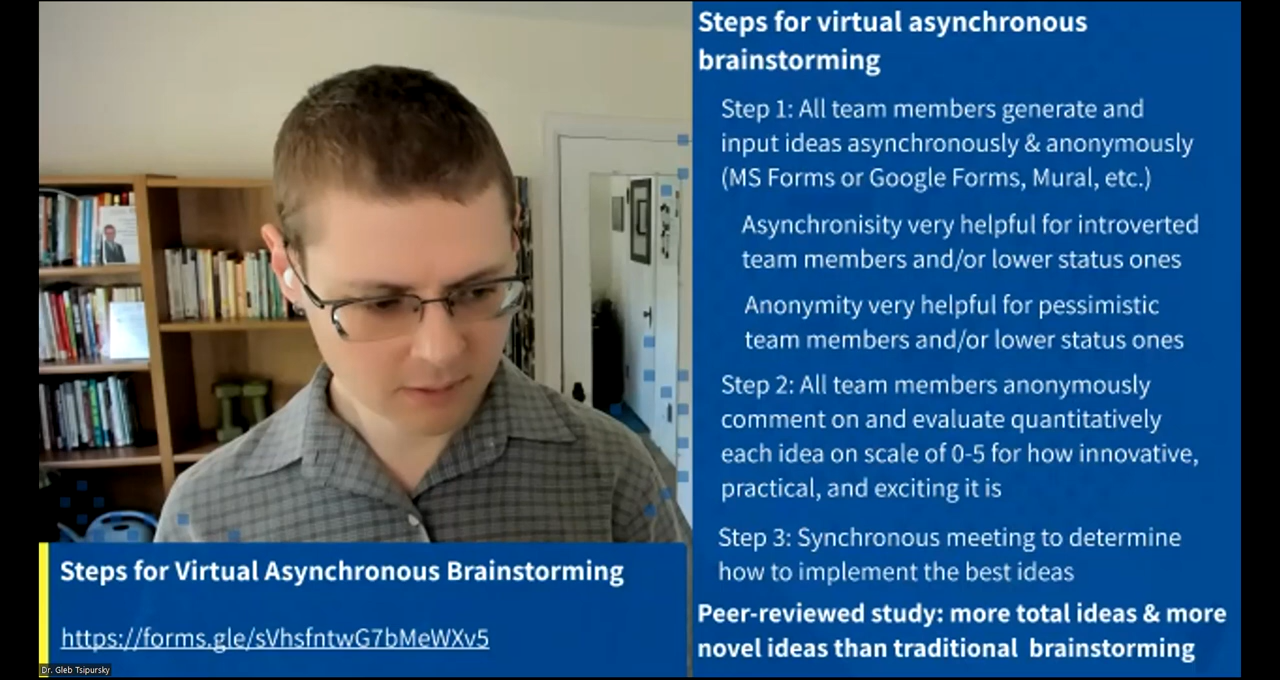 Steps for virtual asynchronous
brainstorming
Step 1: All team members generate and
input ideas asynchronously & anonymously
(MS Forms or Google Forms, Mural, etc.)
Asynchronisity very helpful for introverted
team members and/or lower status ones
Anonymity very helpful for pessimistic
team members and/or lower status ones
Step 2: All team members anonymously
comment on and evaluate quantitatively
each idea on scale of 0-5 for how innovative,
practical, and exciting it is
Step 3: Synchronous meeting to determine
how to implement the best ideas
Peer-reviewed study: more total ideas & more
novel ideas than traditional brainstorming
Steps for Virtual Asynchronous Brainstorming
https://forms.gle/sVhsfntwG7bMeWXv5
Dr. Gleb Tsipursky